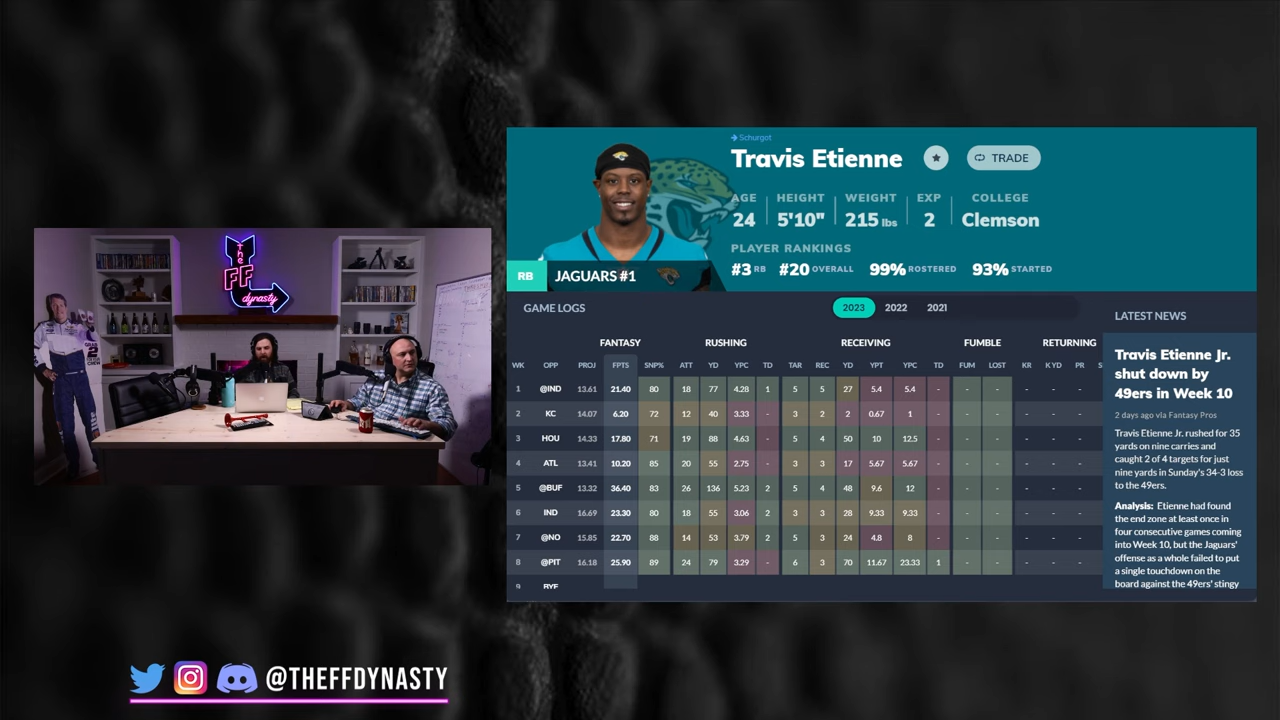 Schurgot
Travis Etienne
TRADE
AGE HEIGHT WEIGHT EXP COLLEGE
24 5'10" 215 lbs 2 Clemson
PLAYER RANKINGS
#3 RB #20 OVERALL 99% ROSTERED 93% STARTED
RB JAGUARS #1
GAME LOGS
2023 2022 2021
FANTASY RUSHING RECEIVING FUMBLE RETURNING
WK OPP PROJ FPTS SNP% ATT YD YPC TD TAR REC YD YPT YPC TD FUM LOST KR KYD PR S
1 @IND 13.61 21.40 80 18 77 4.28 1 5 5 27 5.4 5.4 - - - - - -
2 KC 14.07 6.20 72 12 40 3.33 - 3 2 2 0.67 1 - - - - - -
3 HOU 14.33 17.80 71 19 88 4.63 - 5 4 50 10 12.5 - - - - - -
4 ATL 13.41 10.20 85 20 55 2.75 - 3 3 17 5.67 5.67 - - - - - -
5 @BUF 13.32 36.40 83 26 136 5.23 2 5 4 48 9.6 12 - - - - - -
6 IND 16.69 23.30 80 18 55 3.06 2 3 3 28 9.33 9.33 - - - - - -
7 @NO 15.85 22.70 88 14 53 3.79 2 5 3 24 4.8 8 - - - - - -
8 @PIT 16.18 25.90 89 24 79 3.29 - 6 3 70 11.67 23.33 1 - - - - -
9 BYE
LATEST NEWS
Travis Etienne Jr.
shut down by
49ers in Week 10
2 days ago via Fantasy Pros
Travis Etienne Jr. rushed for 35
yards on nine carries and
caught 2 of 4 targets for just
nine yards in Sunday's 34-3 loss
to the 49ers.
Analysis: Etienne had found
the end zone at least once in
four consecutive games coming
into Week 10, but the Jaguars'
offense as a whole failed to put
a single touchdown on the
board against the 49ers' stingy
The
FF
dynasty
@THEFFDYNASTY